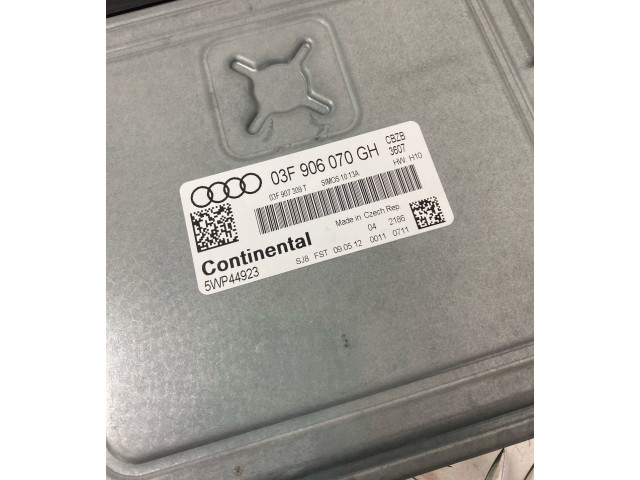 03F 906 070 GH
CBZB
3607
03F 907 309 T SIMOS 10.13A
HW: H10
Made in Czech Rep.
04 2186
Continental
SJ8 FST 09.05.12 0011 0711
5WP44923